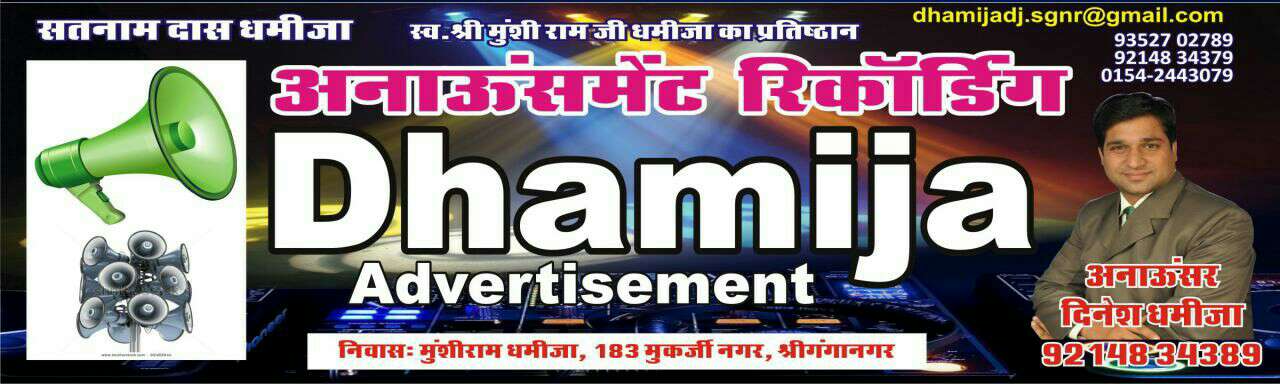 सतनाम दास धमीजा
स्व.श्री मुंशी राम जी धमीजा का प्रतिष्ठान
dhamijadj.sgnr@gmail.com
93527 02789
92148 34379
0154-2443079
अनाऊंसमेंट रिकॉर्डिंग
Dhamija
Advertisement
अनाऊंसर
दिनेश धमीजा
92148 34389
निवासः मुंशीराम धमीजा, 183 मुकर्जी नगर, श्रीगंगानगर